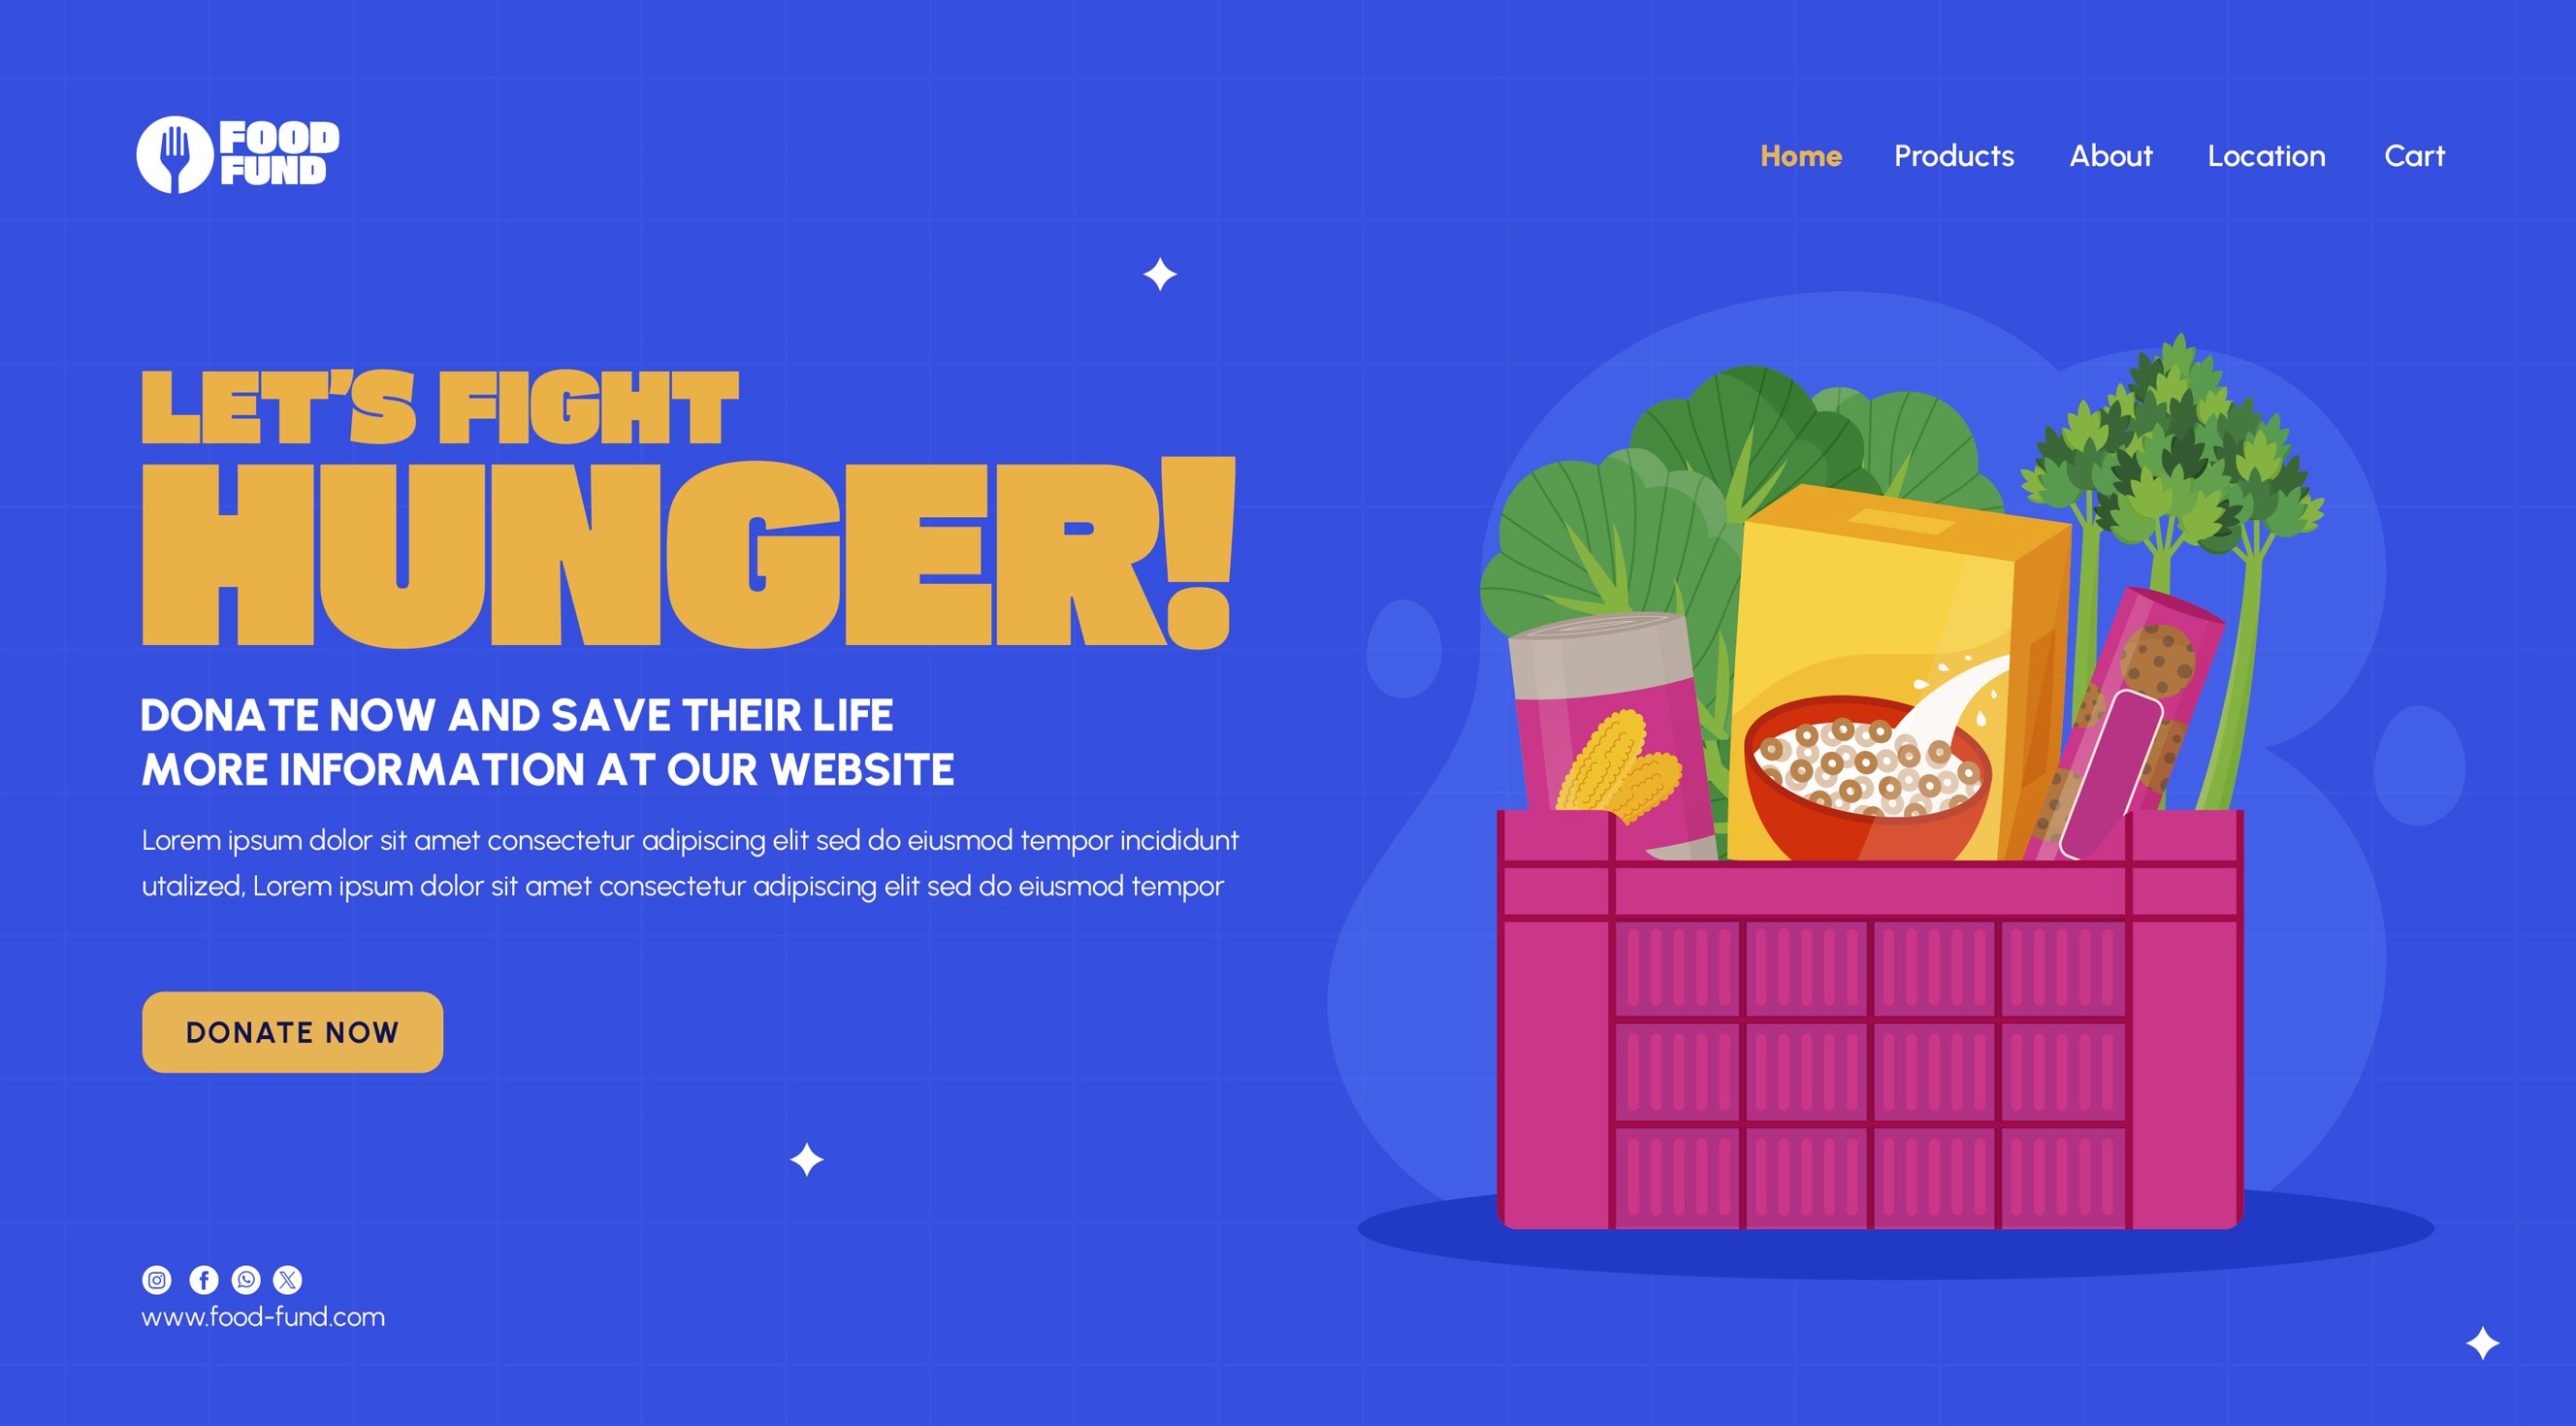 FOOD
FUND
Home Products About Location Cart
LET'S FIGHT
HUNGER!
DONATE NOW AND SAVE THEIR LIFE
MORE INFORMATION AT OUR WEBSITE
Lorem ipsum dolor sit amet consectetur adipiscing elit sed do eiusmod tempor incididunt
utalized, Lorem ipsum dolor sit amet consectetur adipiscing elit sed do eiusmod tempor
DONATE NOW
www.food-fund.com